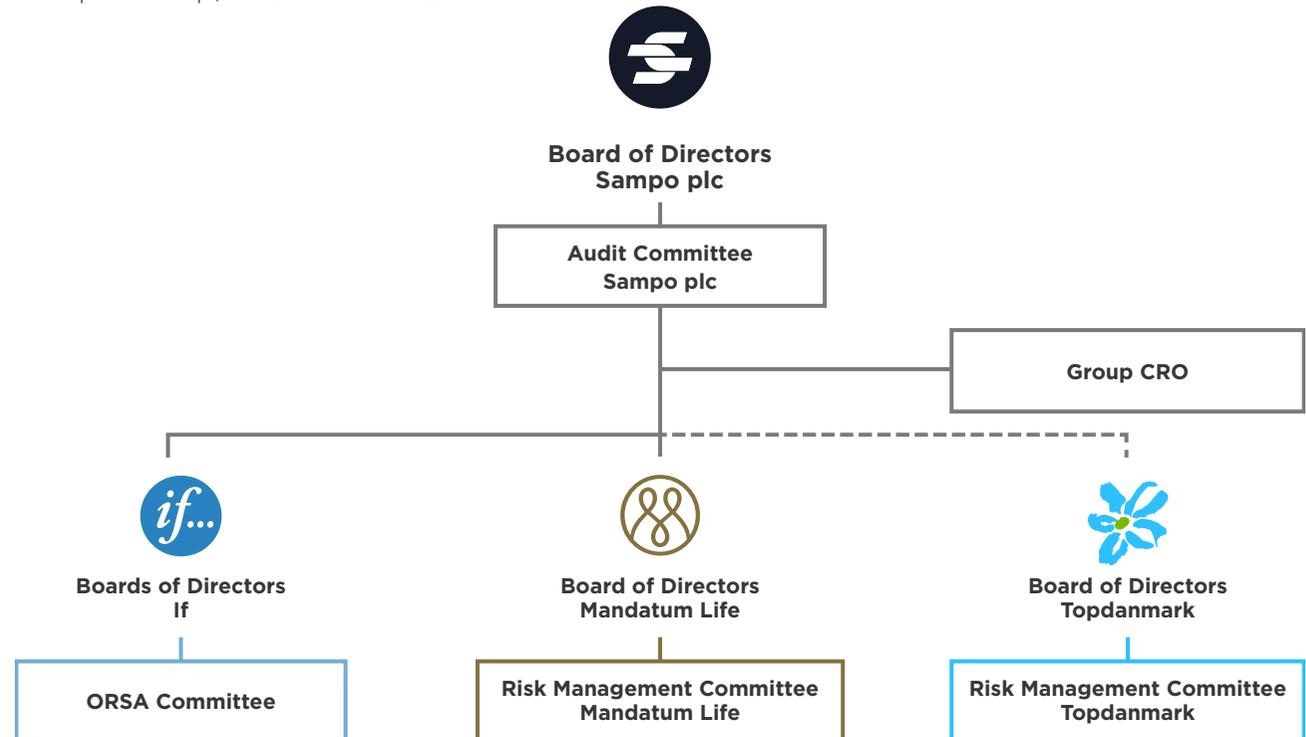 Board of Directors
Sampo plc
Audit Committee
Sampo plc
Group CRO
if...
Boards of Directors
If
Board of Directors
Mandatum Life
Board of Directors
Topdanmark
ORSA Committee
Risk Management Committee
Mandatum Life
Risk Management Committee
Topdanmark